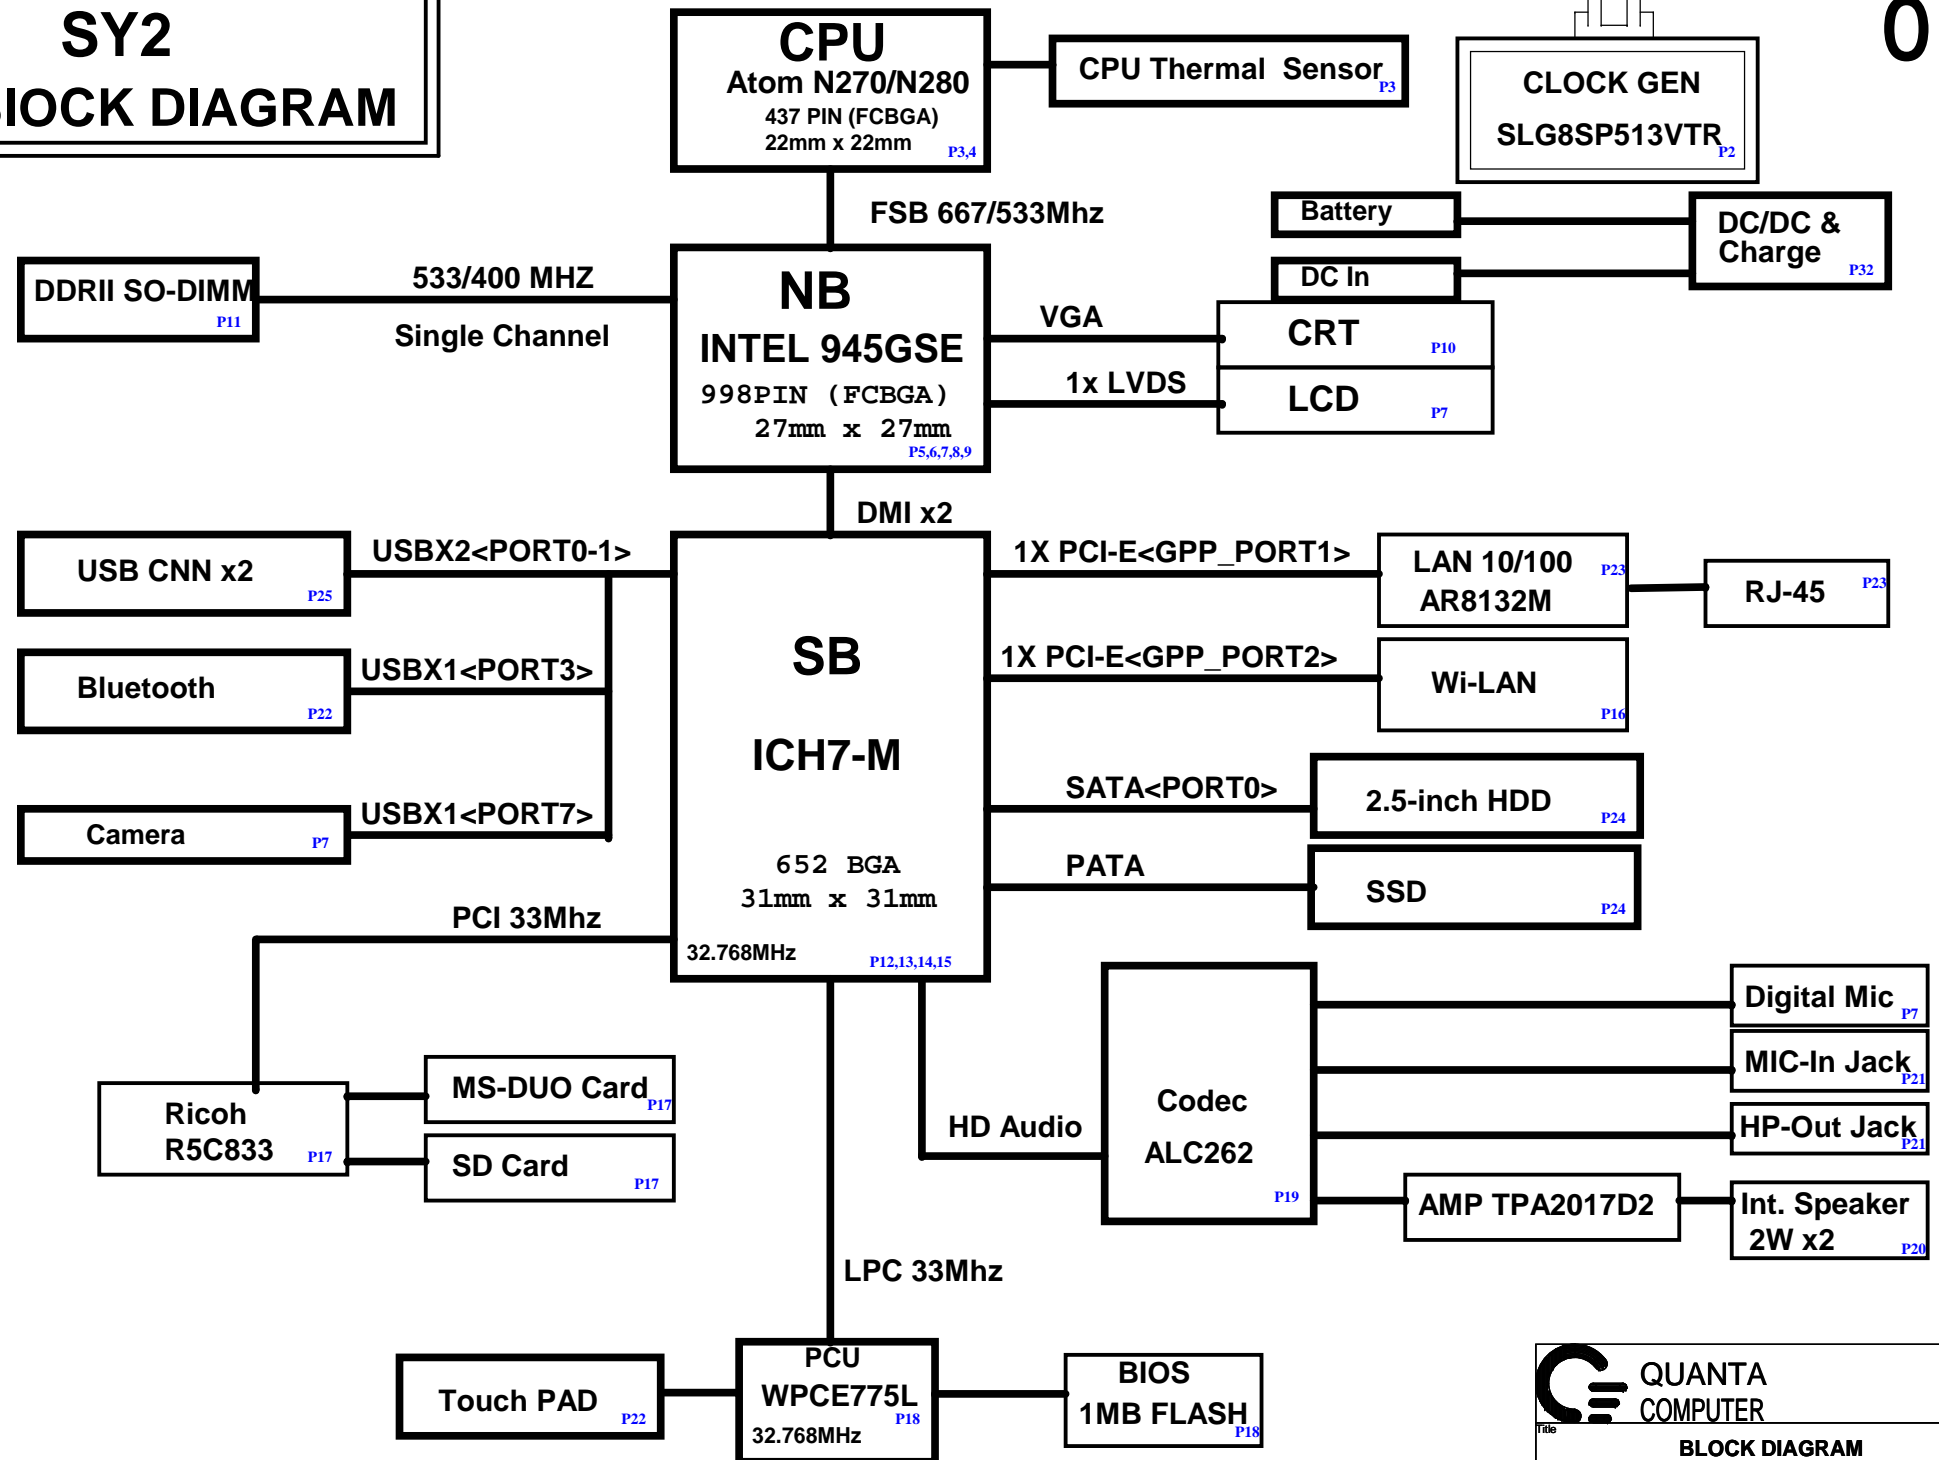 SY2
BLOCK DIAGRAM
0
CPU
Atom N270/N280
437 PIN (FCBGA)
22mm x 22mm
P3,4
CPU Thermal Sensor
P3
CLOCK GEN
SLG8SP513VTR
P2
FSB 667/533Mhz
Battery
DC In
DC/DC &
Charge
P32
DDRII SO-DIMM
P11
533/400 MHZ
Single Channel
NB
INTEL 945GSE
998PIN (FCBGA)
27mm x 27mm
P5,6,7,8,9
VGA
CRT
P10
1x LVDS
LCD
P7
DMI x2
USB CNN x2
P25
USBX2<PORT0-1>
Bluetooth
P22
USBX1<PORT3>
Camera
P7
USBX1<PORT7>
SB
ICH7-M
652 BGA
31mm x 31mm
32.768MHz
P12,13,14,15
1X PCI-E<GPP_PORT1>
LAN 10/100
AR8132M
P23
RJ-45
P23
1X PCI-E<GPP_PORT2>
Wi-LAN
P16
SATA<PORT0>
2.5-inch HDD
P24
PATA
SSD
P24
PCI 33Mhz
Ricoh
R5C833
P17
MS-DUO Card
P17
SD Card
P17
HD Audio
Codec
ALC262
P19
Digital Mic
P7
MIC-In Jack
P21
HP-Out Jack
P21
AMP TPA2017D2
Int. Speaker
2W x2
P20
LPC 33Mhz
Touch PAD
P22
PCU
WPCE775L
P18
32.768MHz
BIOS
1MB FLASH
P18
QUANTA
COMPUTER
Title
BLOCK DIAGRAM